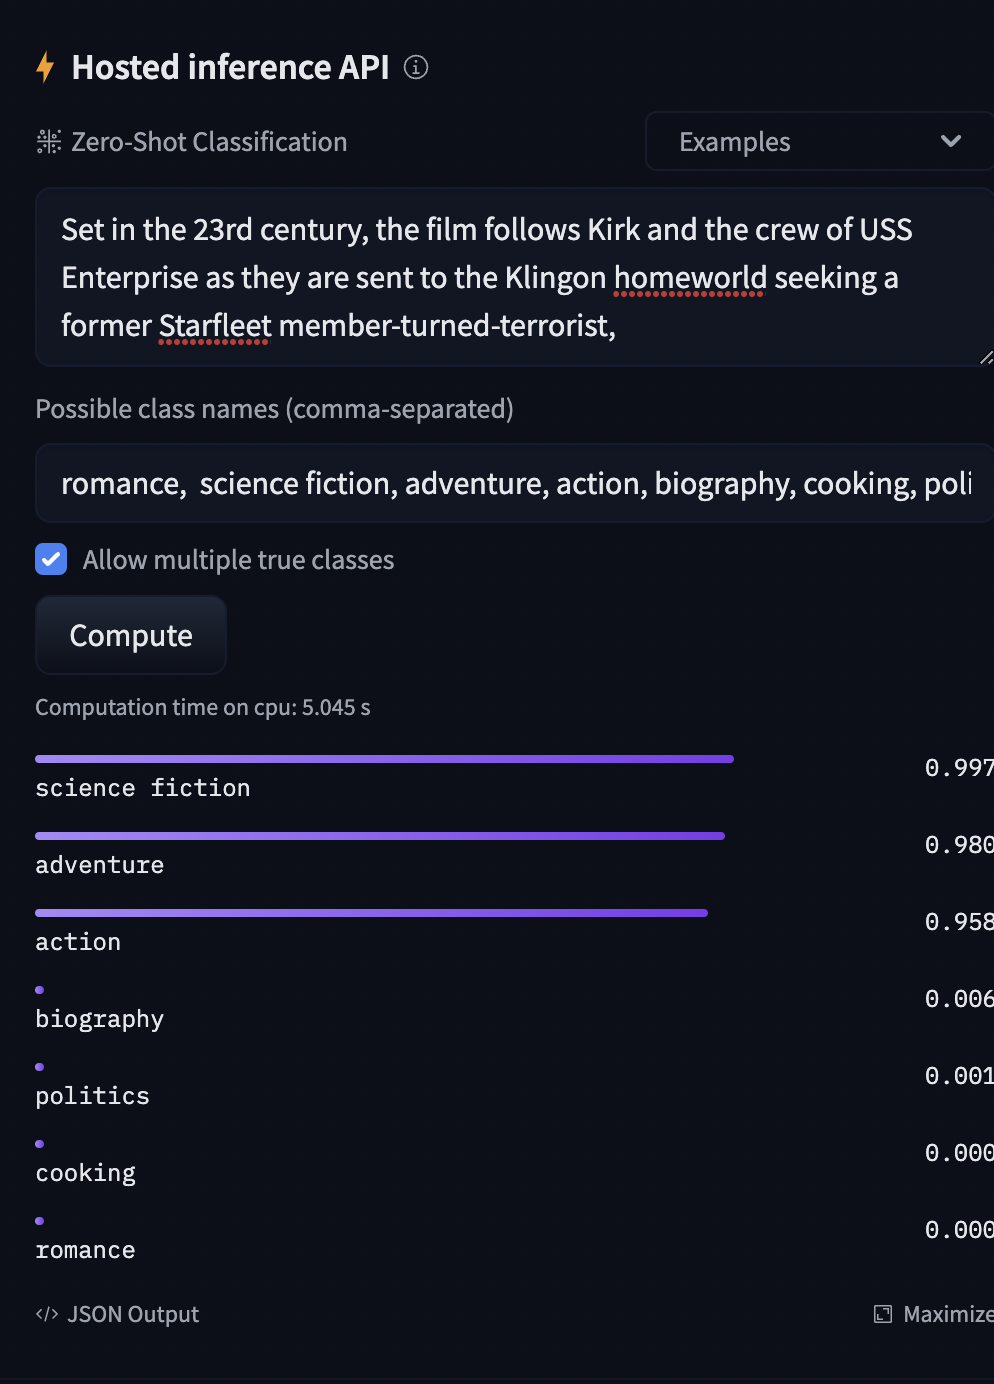 Hosted inference API
Zero-Shot Classification
Examples
Set in the 23rd century, the film follows Kirk and the crew of USS
Enterprise as they are sent to the Klingon homeworld seeking a
former Starfleet member-turned-terrorist,
Possible class names (comma-separated)
romance,  science fiction, adventure, action, biography, cooking, poli
Allow multiple true classes
Compute
Computation time on cpu: 5.045 s
0.997
science fiction
0.980
adventure
0.958
action
0.006
biography
0.001
politics
0.000
cooking
0.000
romance
</> JSON Output
Maximize